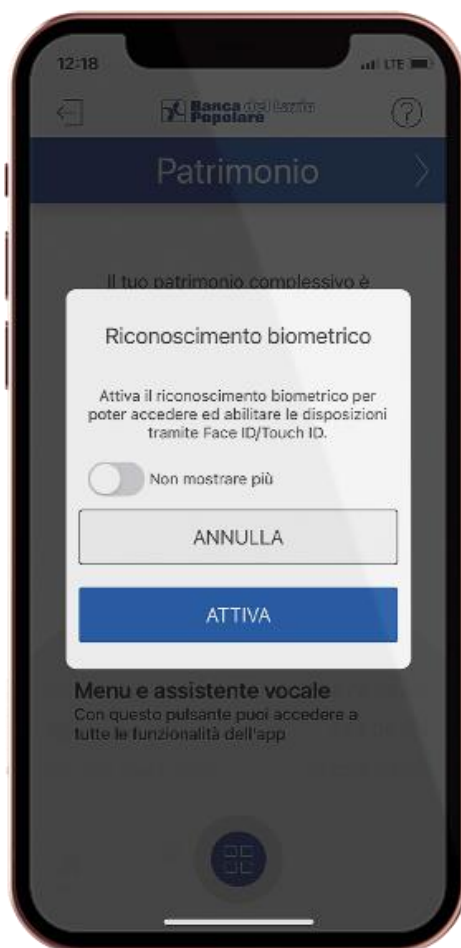 12:18
LTE
Banca del Lazio
Popolare
Patrimonio
Il tuo patrimonio complessivo è
Riconoscimento biometrico
Attiva il riconoscimento biometrico per
poter accedere ed abilitare le disposizioni
tramite Face ID/Touch ID.
Non mostrare più
ANNULLA
ATTIVA
Menu e assistente vocale
Con questo pulsante puoi accedere a
tutte le funzionalità dell'app